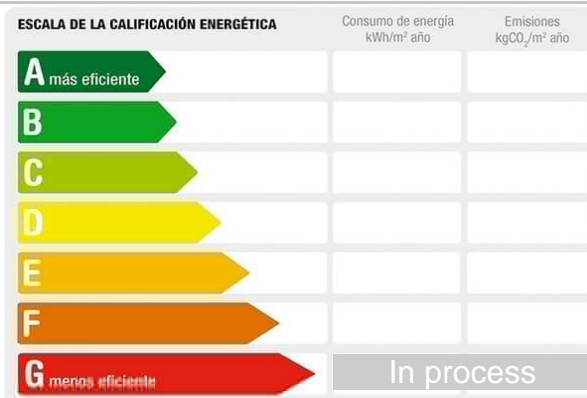 ESCALA DE LA CALIFICACIÓN ENERGÉTICA
Consumo de energía
kWh/m² año
Emisiones
kgCO₂/m² año
A más eficiente
B
C
D
E
F
G menos eficiente
In process